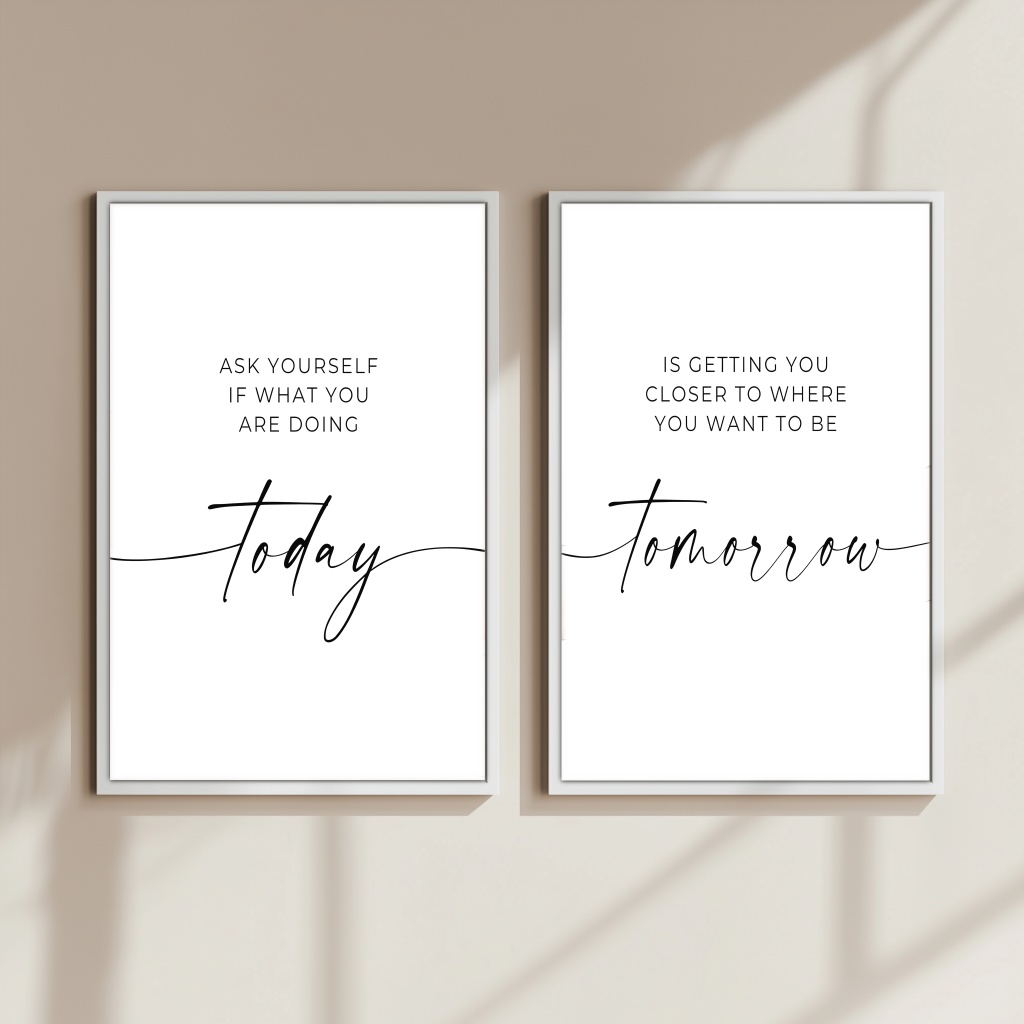 ASK YOURSELF
IF WHAT YOU
ARE DOING
today
IS GETTING YOU
CLOSER TO WHERE
YOU WANT TO BE
tomorrow